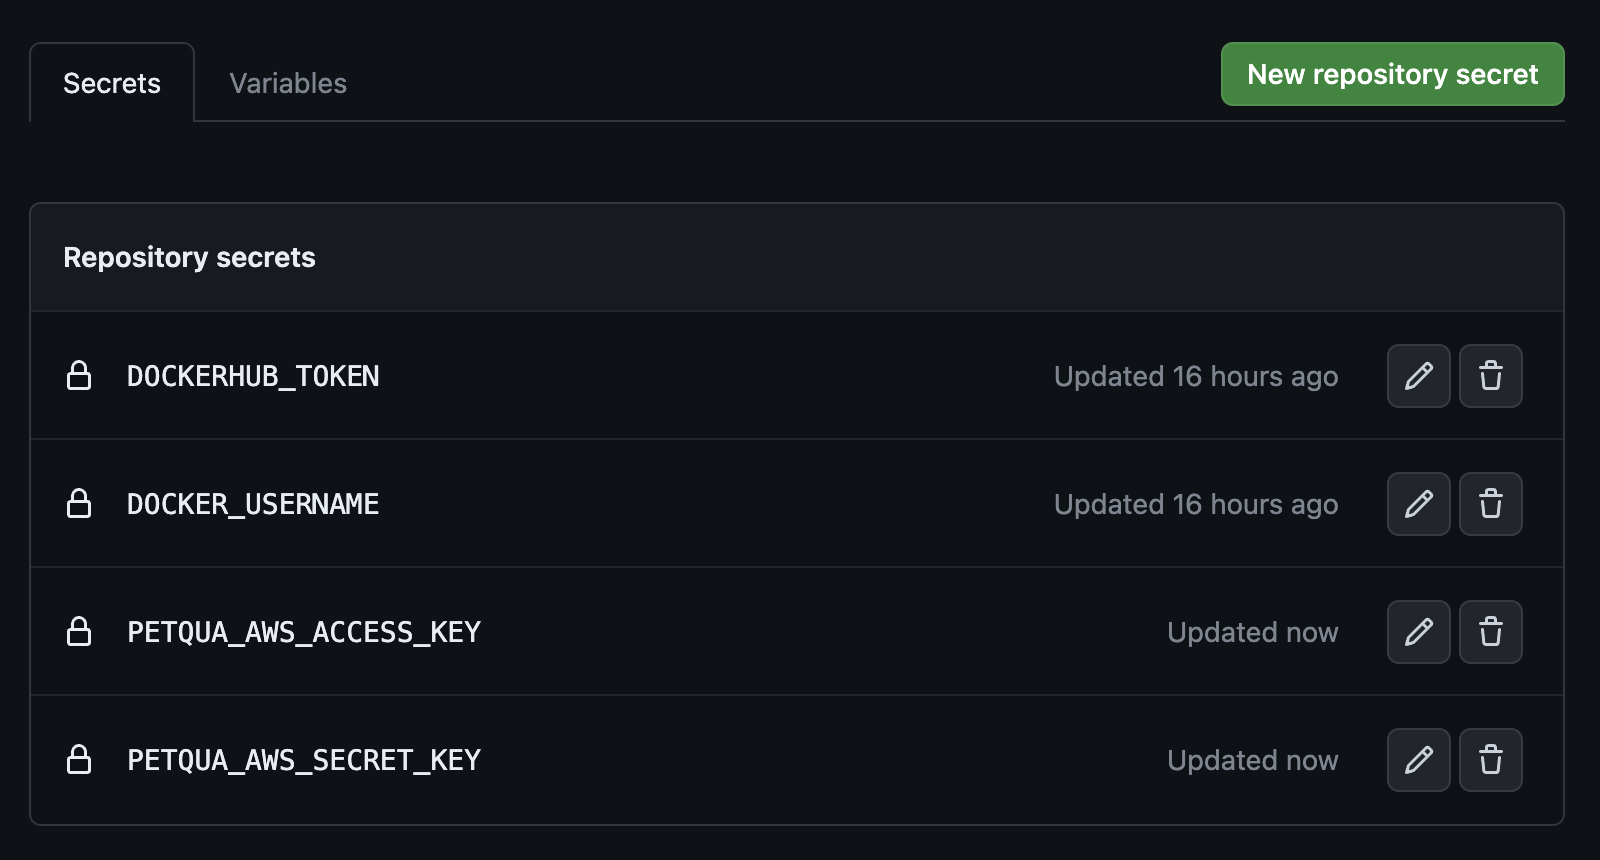 Secrets
Variables
New repository secret
Repository secrets
DOCKERHUB_TOKEN
Updated 16 hours ago
DOCKER_USERNAME
Updated 16 hours ago
PETQUA_AWS_ACCESS_KEY
Updated now
PETQUA_AWS_SECRET_KEY
Updated now